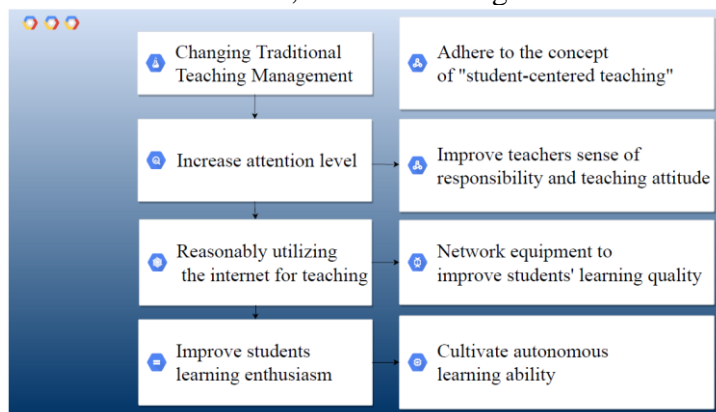 Changing Traditional
Teaching Management
Adhere to the concept
of "student-centered teaching"
Increase attention level
Improve teachers sense of
responsibility and teaching attitude
Reasonably utilizing
the internet for teaching
Network equipment to
improve students' learning quality
Improve students
learning enthusiasm
Cultivate autonomous
learning ability